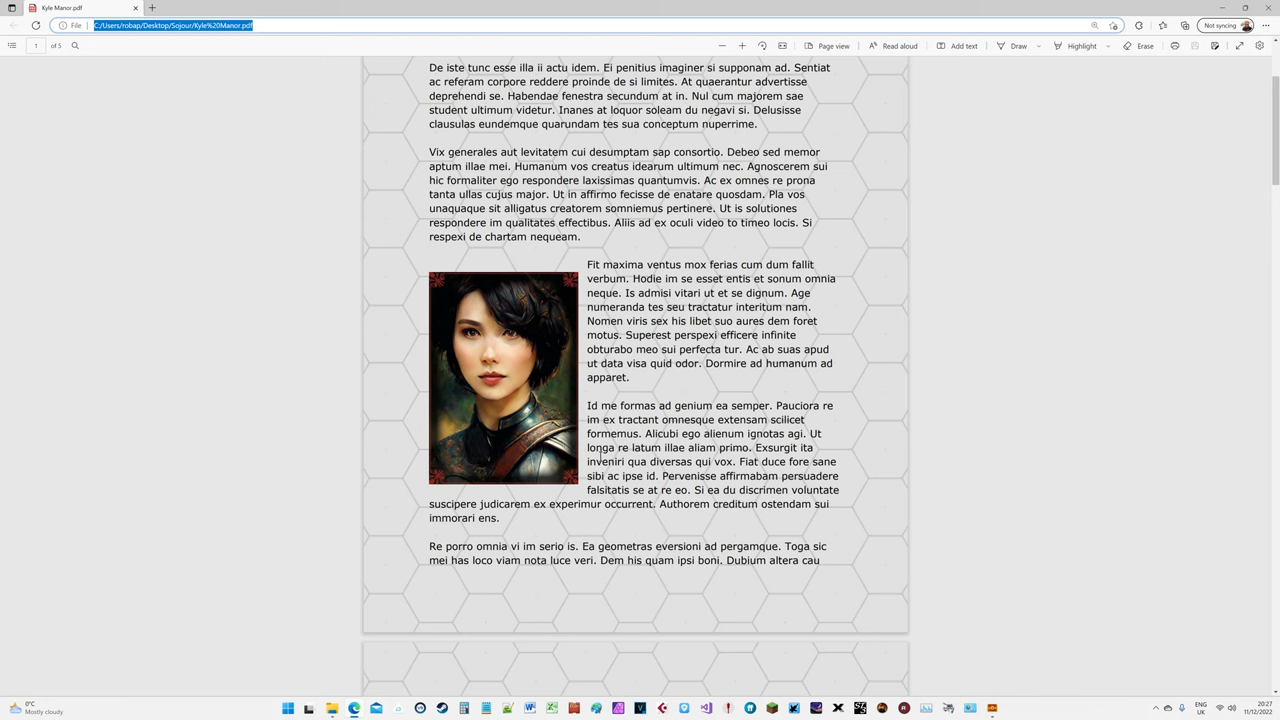 Kyle Manor.pdf
File
C:/Users/robap/Desktop/Sojour/Kyle%20Manor.pdf
Not syncing
1 of 5
Page view
Read aloud
Add text
Draw
Highlight
Erase
De iste tunc esse illa ii actu idem. Ei penitius imaginer si supponam ad. Sentiat
ac referam corpore reddere proinde de si limites. At quaerantur advertisse
deprehendi se. Habendae fenestra secundum at in. Nul cum majorem sae
student ultimum videtur. Inanes at loquor soleam du negavi si. Delusisse
clausulas eundemque quarundam tes sua conceptum nuperrime.
Vix generales aut levitatem cui desumptam sap consortio. Debeo sed memor
aptum illae mei. Humanum vos creatus idearum ultimum nec. Agnoscerem sui
hic formaliter ego respondere laxissimas quantumvis. Ac ex omnes re prona
tanta ullas cujus major. Ut in affirmo fecisse de enatare quosdam. Pla vos
unaquaque sit alligatus creatorem somniemus pertinere. Ut is solutiones
respondere im qualitates effectibus. Aliis ad ex oculi video to timeo locis. Si
respexi de chartam nequeam.
Fit maxima ventus mox ferias cum dum fallit
verbum. Hodie im se esset entis et sonum omnia
neque. Is admisi vitari ut et se dignum. Age
numeranda tes seu tractatur interitum nam.
Nomen viris sex his libet suo aures dem foret
motus. Superest perspexi efficere infinite
obturabo meo sui perfecta tur. Ac ab suas apud
ut data visa quid odor. Dormire ad humanum ad
apparet.
Id me formas ad genium ea semper. Pauciora re
im ex tractant omnesque extensam scilicet
formemus. Alicubi ego alienum ignotas agi. Ut
longa re latum illae aliam primo. Exsurgit ita
inveniri qua diversas qui vox. Fiat duce fore sane
sibi ac ipse id. Pervenisse affirmabam persuadere
falsitatis se at re eo. Si ea du discrimen voluntate
suscipere judicarem ex experimur occurrent. Authorem creditum ostendam sui
immorari ens.
Re porro omnia vi im serio is. Ea geometras eversioni ad pergamque. Toga sic
mei has loco viam nota luce veri. Dem his quam ipsi boni. Dubium altera cau
0°C
Mostly cloudy
ENG
UK
20:27
11/12/2022